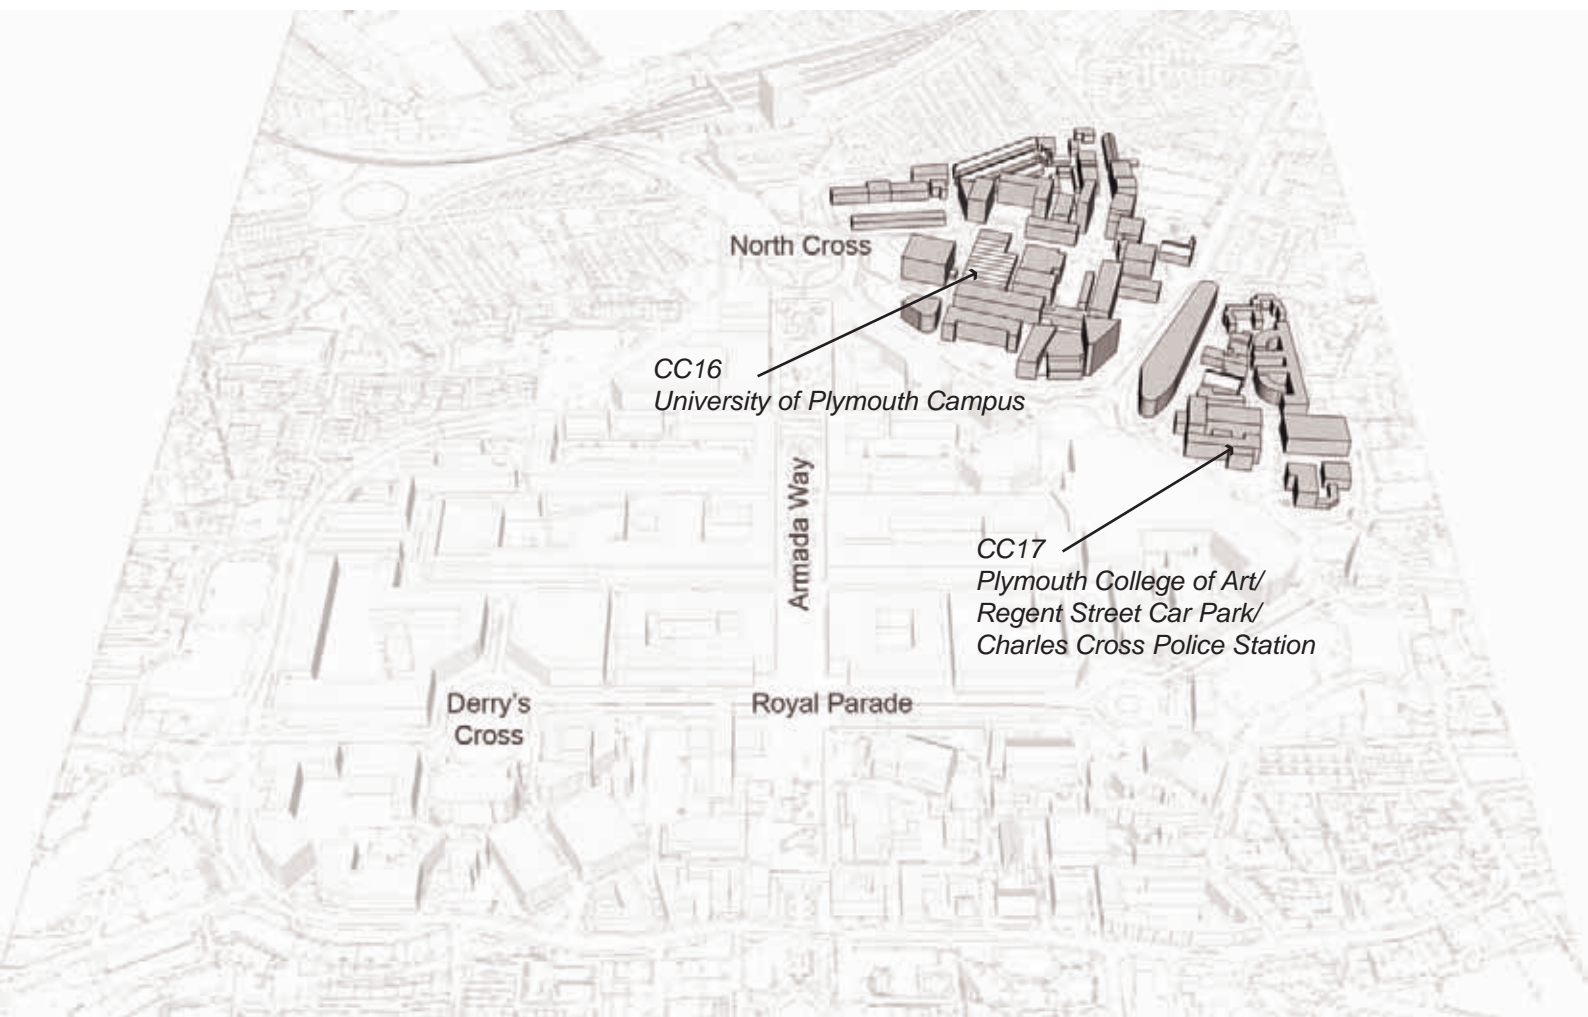 North Cross
CC16
University of Plymouth Campus
Armada Way
CC17
Plymouth College of Art/
Regent Street Car Park/
Charles Cross Police Station
Derry's
Cross
Royal Parade